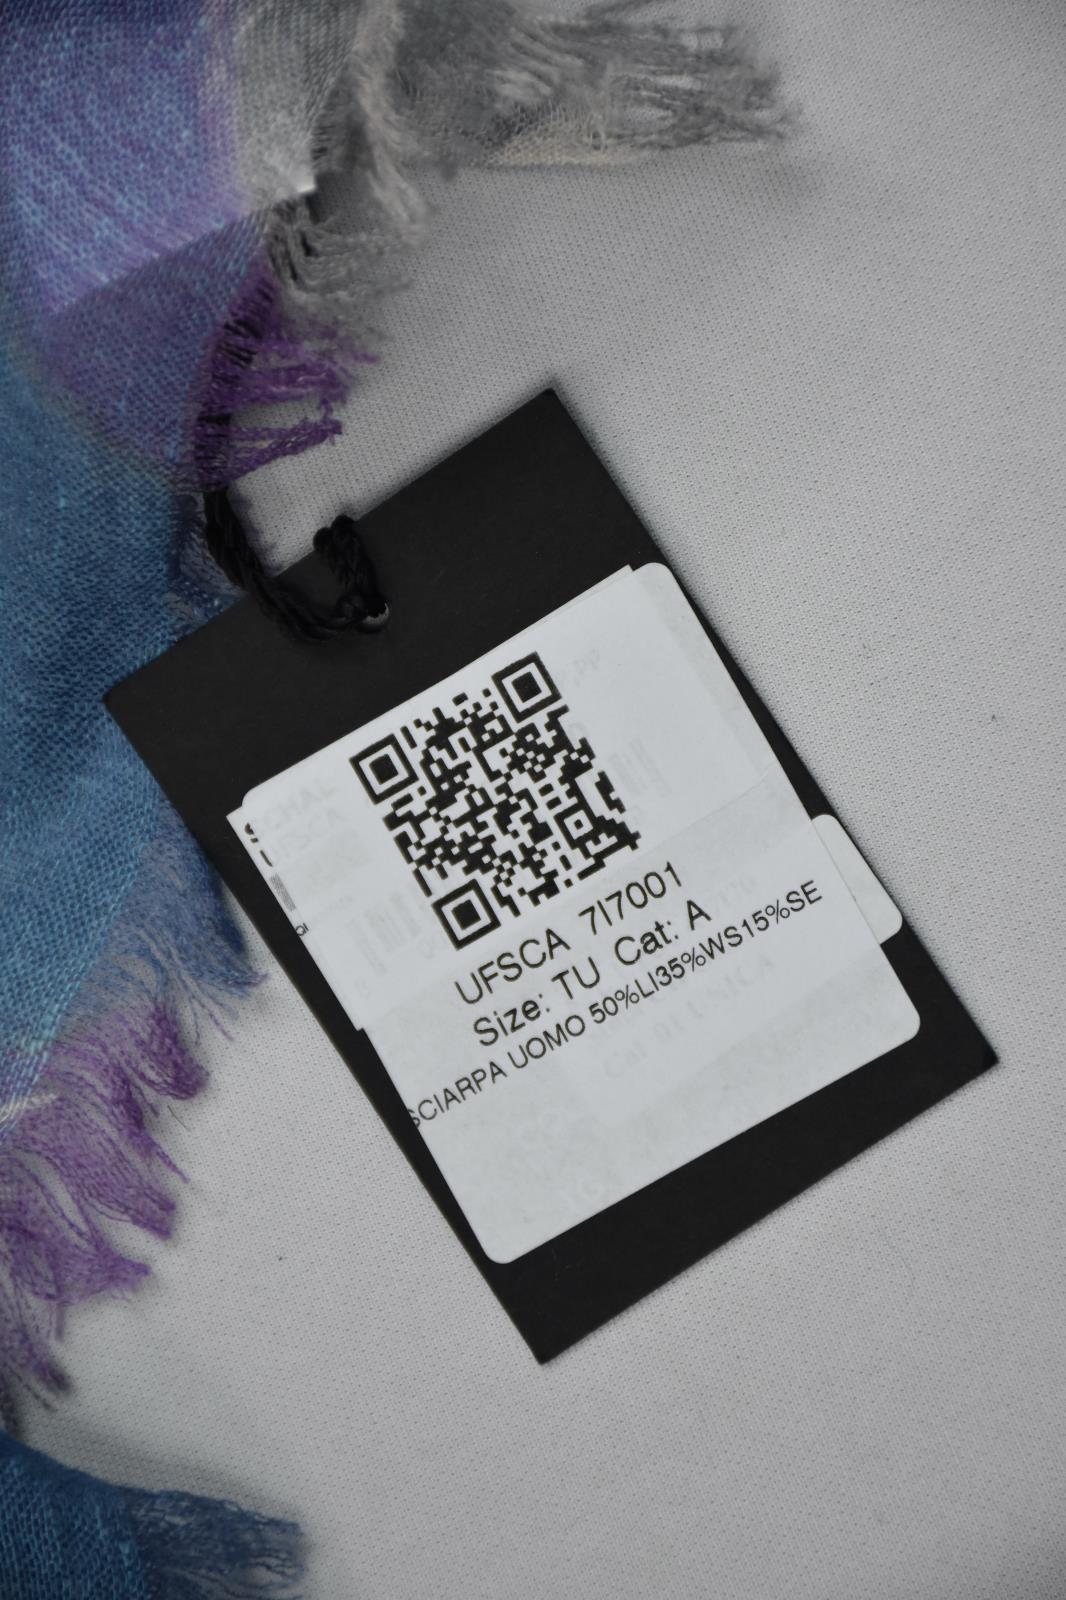 UFSCA 7I7001
Size: TU Cat: A
SCIARPA UOMO 50%LI35%WS15%SE